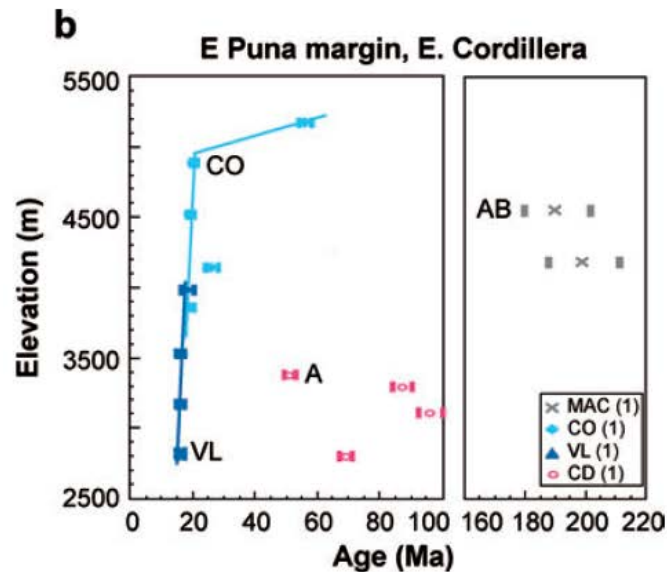 b
E Puna margin, E. Cordillera
5500
4500
3500
2500
Elevation (m)
CO
VL
A
AB
MAC (1)
CO (1)
VL (1)
CD (1)
0 20 40 60 80 100 160 180 200 220
Age (Ma)